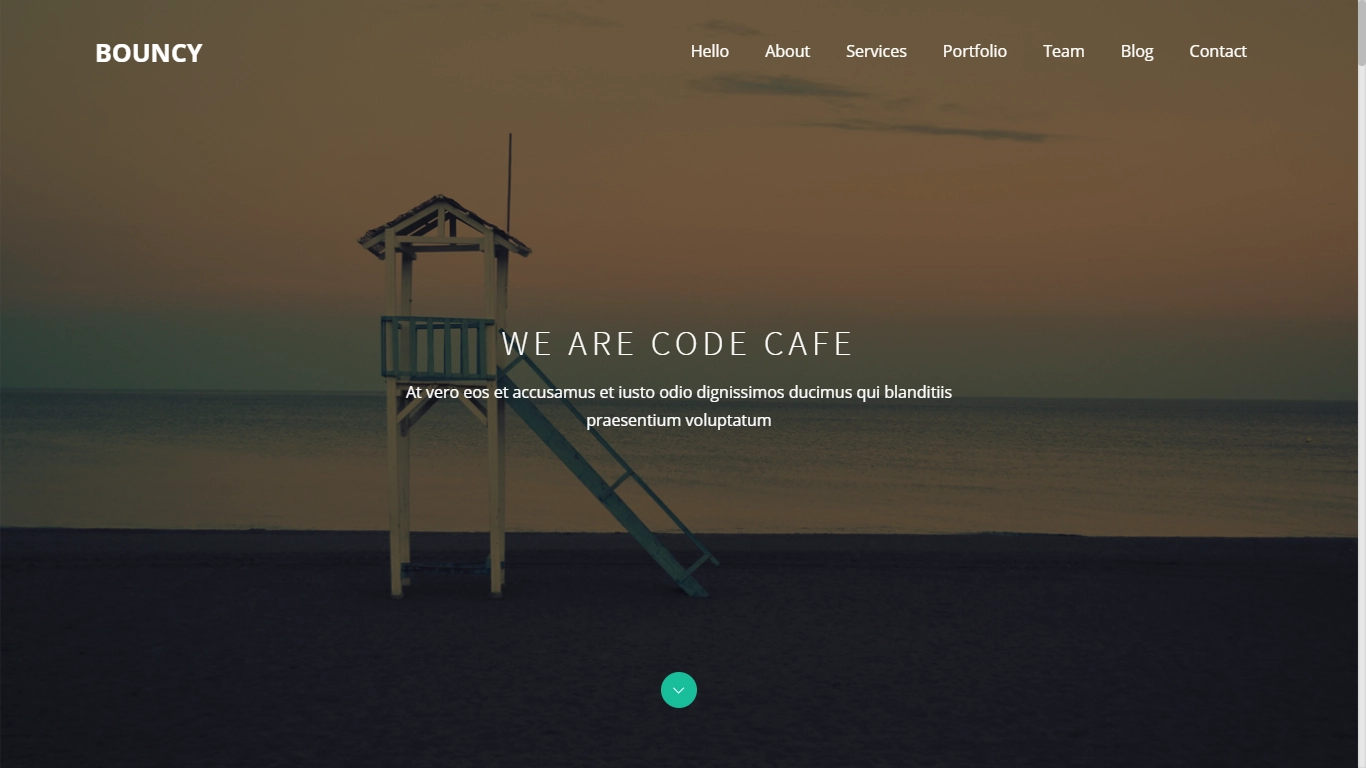 BOUNCY
Hello About Services Portfolio Team Blog Contact
WE ARE CODE CAFE
At vero eos et accusamus et iusto odio dignissimos ducimus qui blanditiis
praesentium voluptatum